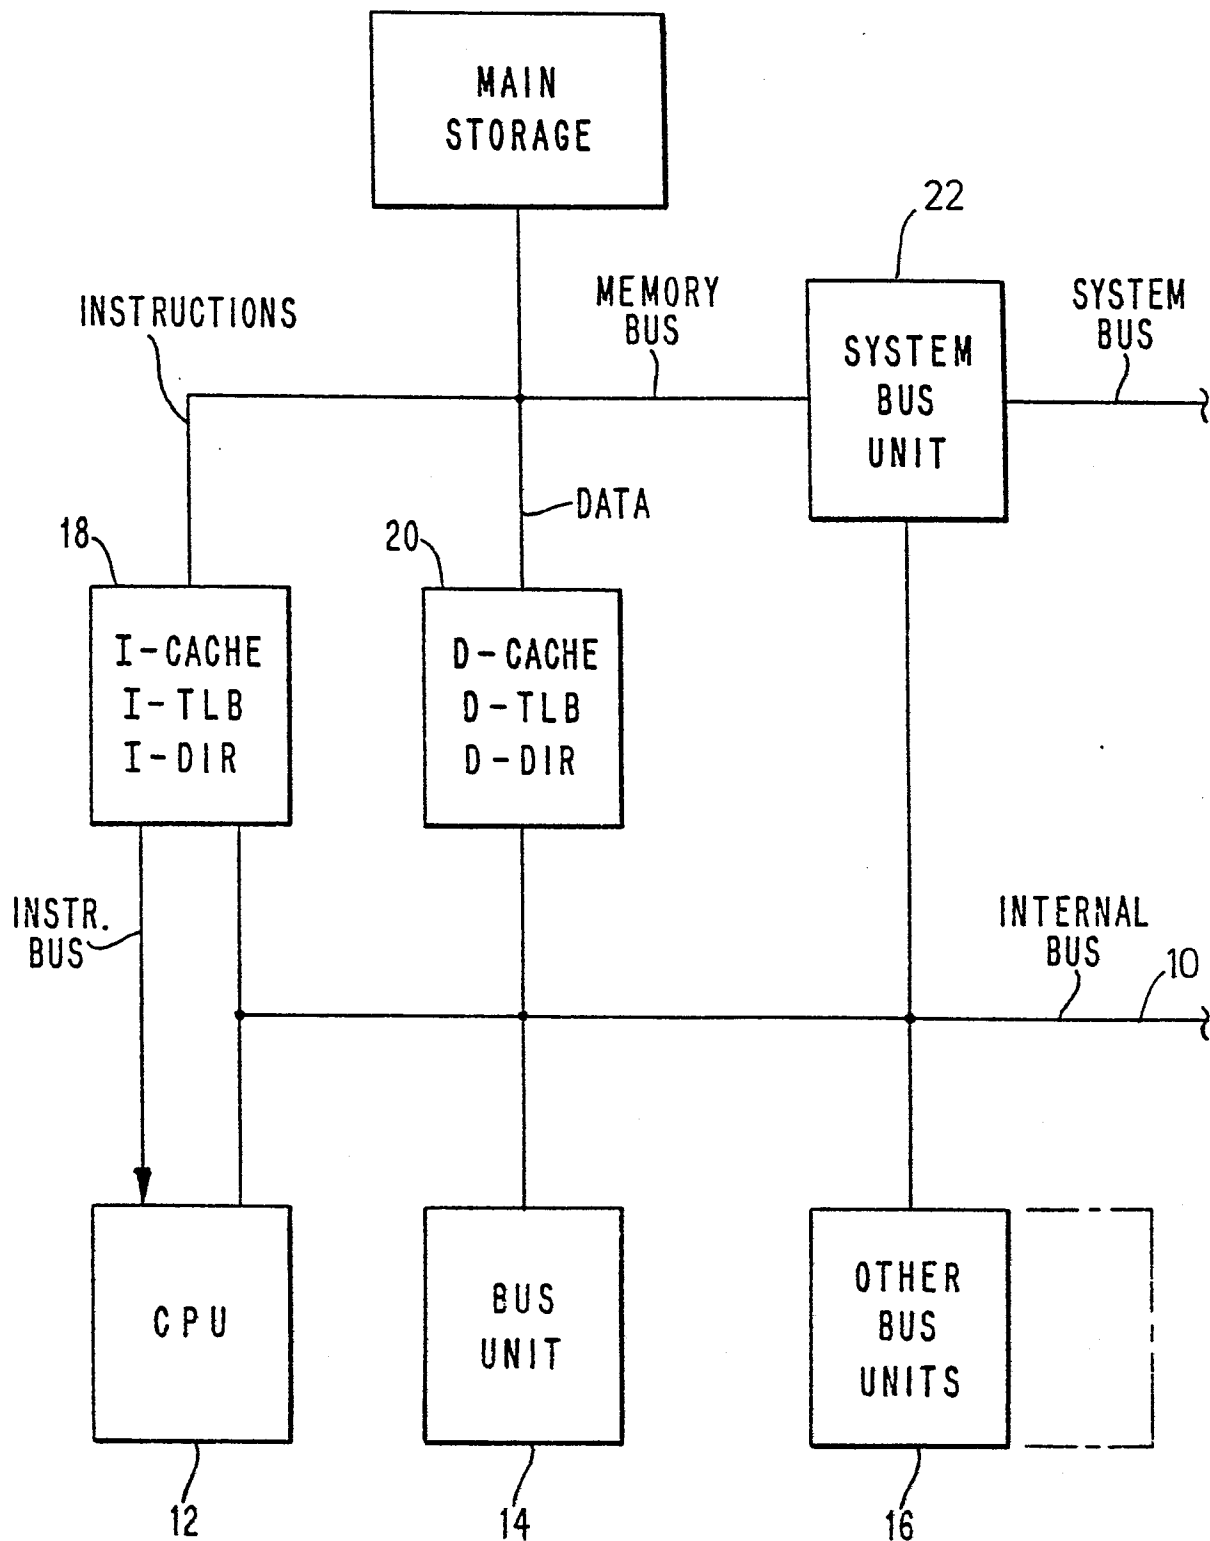 MAIN
STORAGE
22
INSTRUCTIONS
MEMORY
BUS
SYSTEM
BUS
SYSTEM
BUS
UNIT
DATA
18
20
I-CACHE
I-TLB
I-DIR
D-CACHE
D-TLB
D-DIR
INSTR.
BUS
INTERNAL
BUS
10
CPU
BUS
UNIT
OTHER
BUS
UNITS
12
14
16